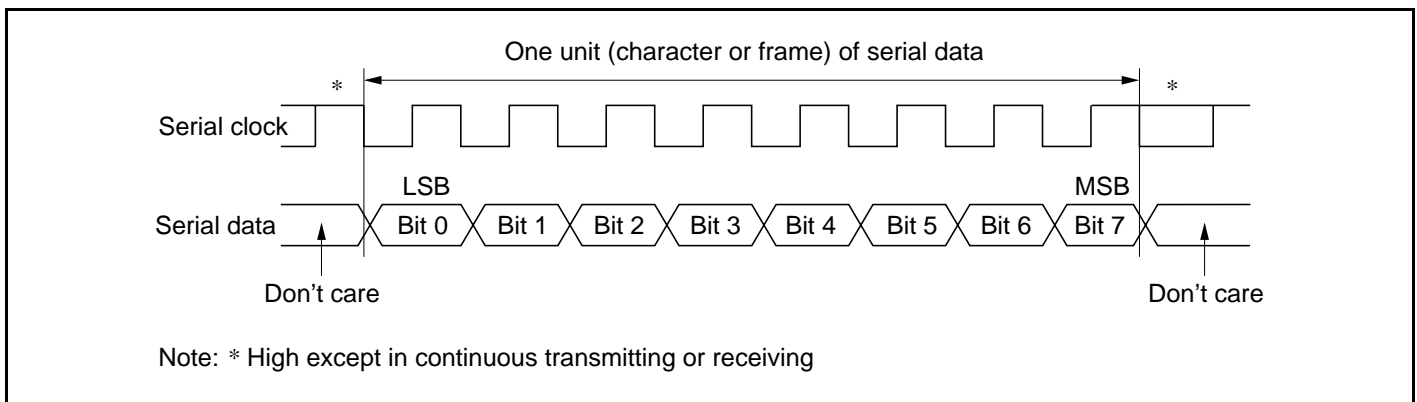 One unit (character or frame) of serial data
* *
Serial clock
LSB MSB
Serial data Bit 0 Bit 1 Bit 2 Bit 3 Bit 4 Bit 5 Bit 6 Bit 7
Don't care Don't care
Note: * High except in continuous transmitting or receiving